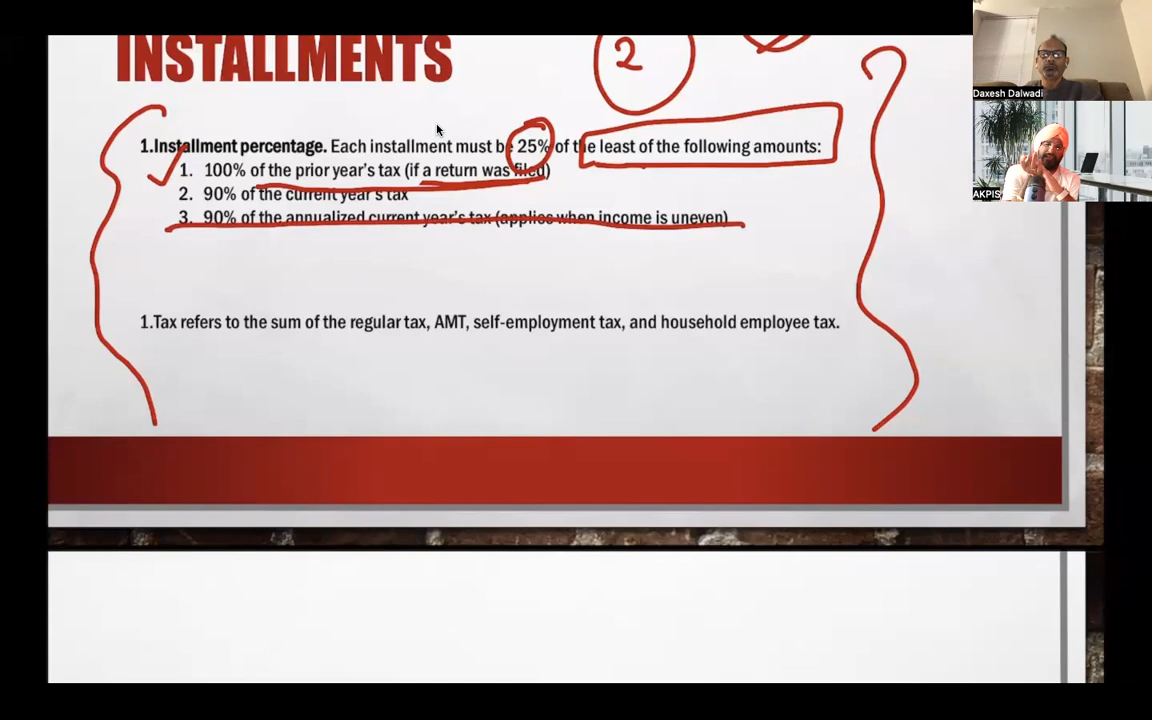 INSTALLMENTS
2
Daxesh Dalwadi
1.Installment percentage. Each installment must be 25% of the least of the following amounts:
1. 100% of the prior year's tax (if a return was filed)
AKPIS
2. 90% of the current year's tax
3. 90% of the annualized current year's tax (applies when income is uneven)
1.Tax refers to the sum of the regular tax, AMT, self-employment tax, and household employee tax.